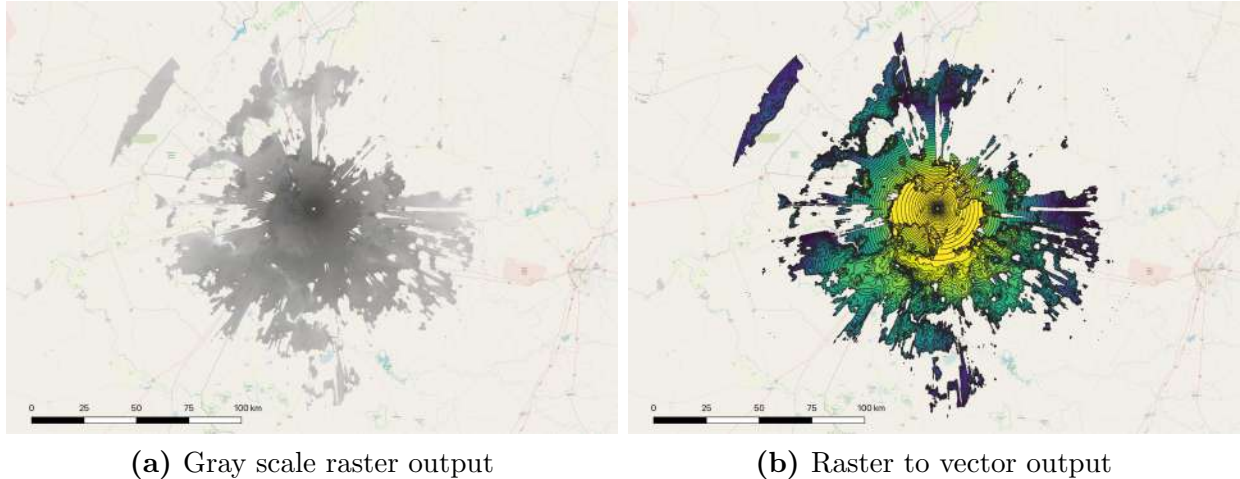 0 25 50 75 100 km
0 25 50 75 100 km
(a) Gray scale raster output
(b) Raster to vector output